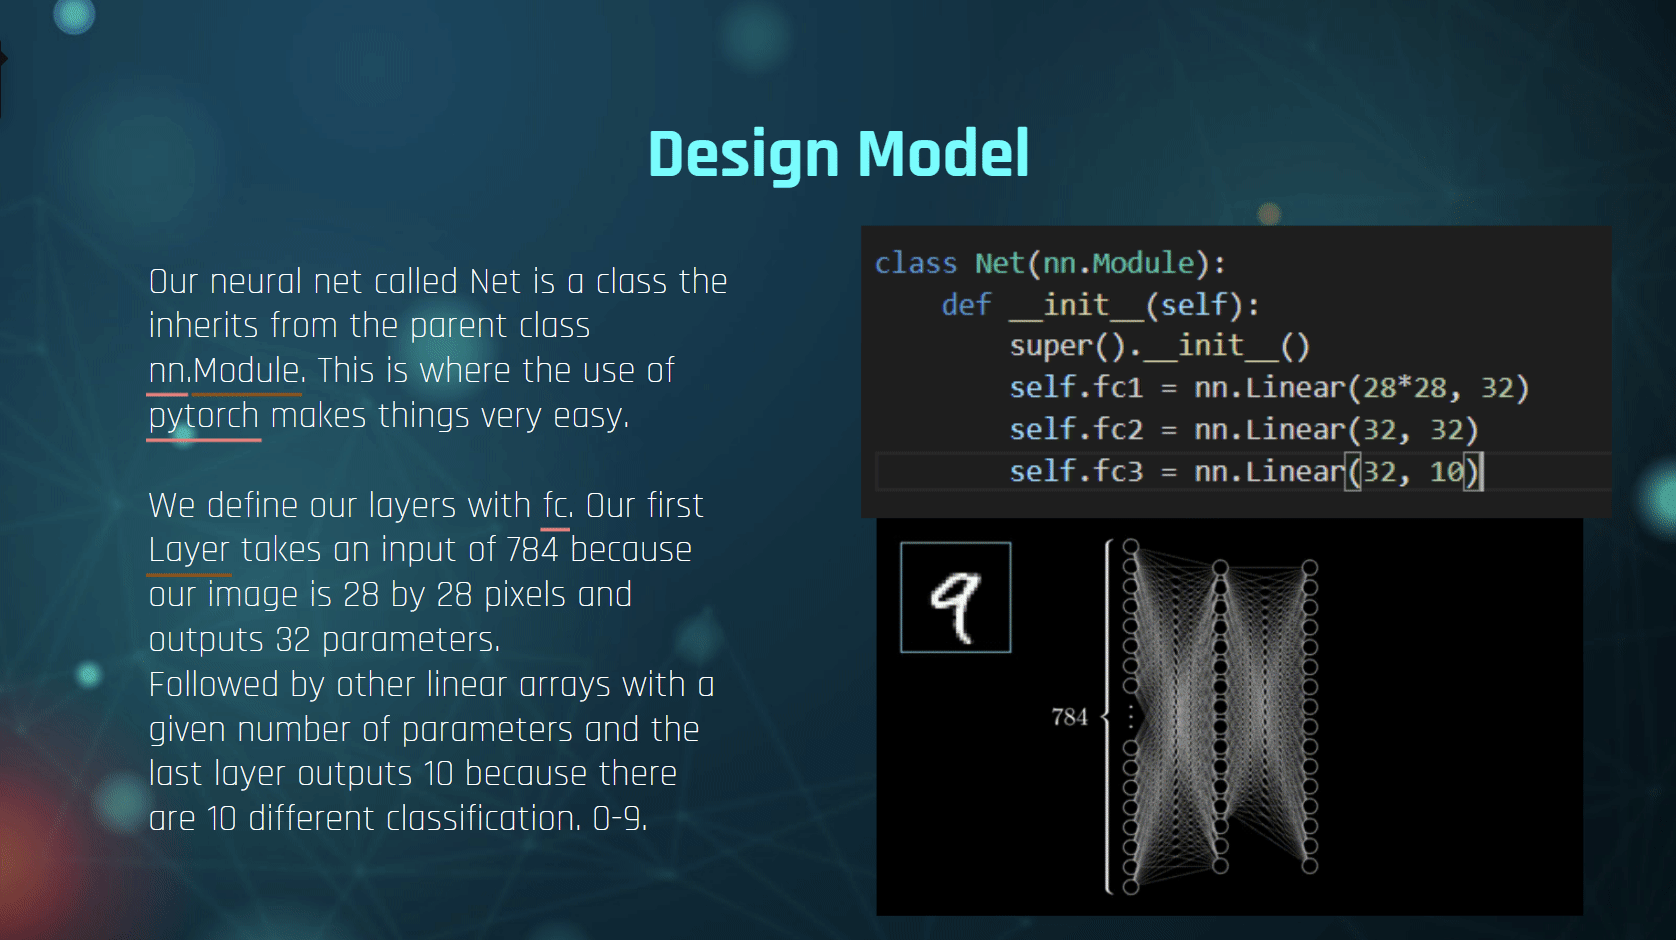 Design Model
Our neural net called Net is a class the
inherits from the parent class
nn.Module. This is where the use of
pytorch makes things very easy.
We define our layers with fc. Our first
Layer takes an input of 784 because
our image is 28 by 28 pixels and
outputs 32 parameters.
Followed by other linear arrays with a
given number of parameters and the
last layer outputs 10 because there
are 10 different classification. 0-9.
class Net(nn.Module):
    def __init__(self):
        super().__init__()
        self.fc1 = nn.Linear(28*28, 32)
        self.fc2 = nn.Linear(32, 32)
        self.fc3 = nn.Linear(32, 10)
9
784